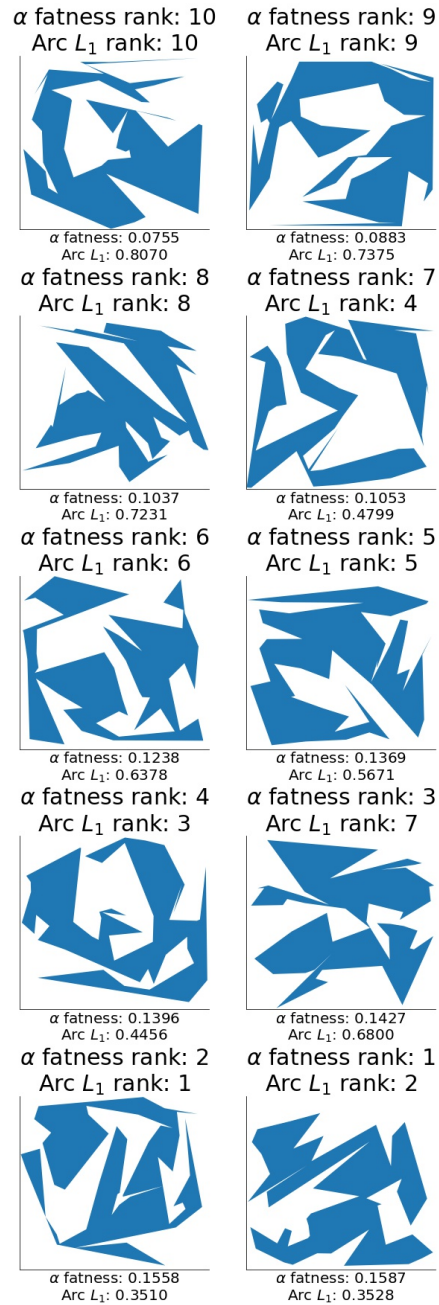 α fatness rank: 10
Arc L₁ rank: 10
α fatness: 0.0755
Arc L₁: 0.8070
α fatness rank: 9
Arc L₁ rank: 9
α fatness: 0.0883
Arc L₁: 0.7375
α fatness rank: 8
Arc L₁ rank: 8
α fatness: 0.1037
Arc L₁: 0.7231
α fatness rank: 7
Arc L₁ rank: 4
α fatness: 0.1053
Arc L₁: 0.4799
α fatness rank: 6
Arc L₁ rank: 6
α fatness: 0.1238
Arc L₁: 0.6378
α fatness rank: 5
Arc L₁ rank: 5
α fatness: 0.1369
Arc L₁: 0.5671
α fatness rank: 4
Arc L₁ rank: 3
α fatness: 0.1396
Arc L₁: 0.4456
α fatness rank: 3
Arc L₁ rank: 7
α fatness: 0.1427
Arc L₁: 0.6800
α fatness rank: 2
Arc L₁ rank: 1
α fatness: 0.1558
Arc L₁: 0.3510
α fatness rank: 1
Arc L₁ rank: 2
α fatness: 0.1587
Arc L₁: 0.3528